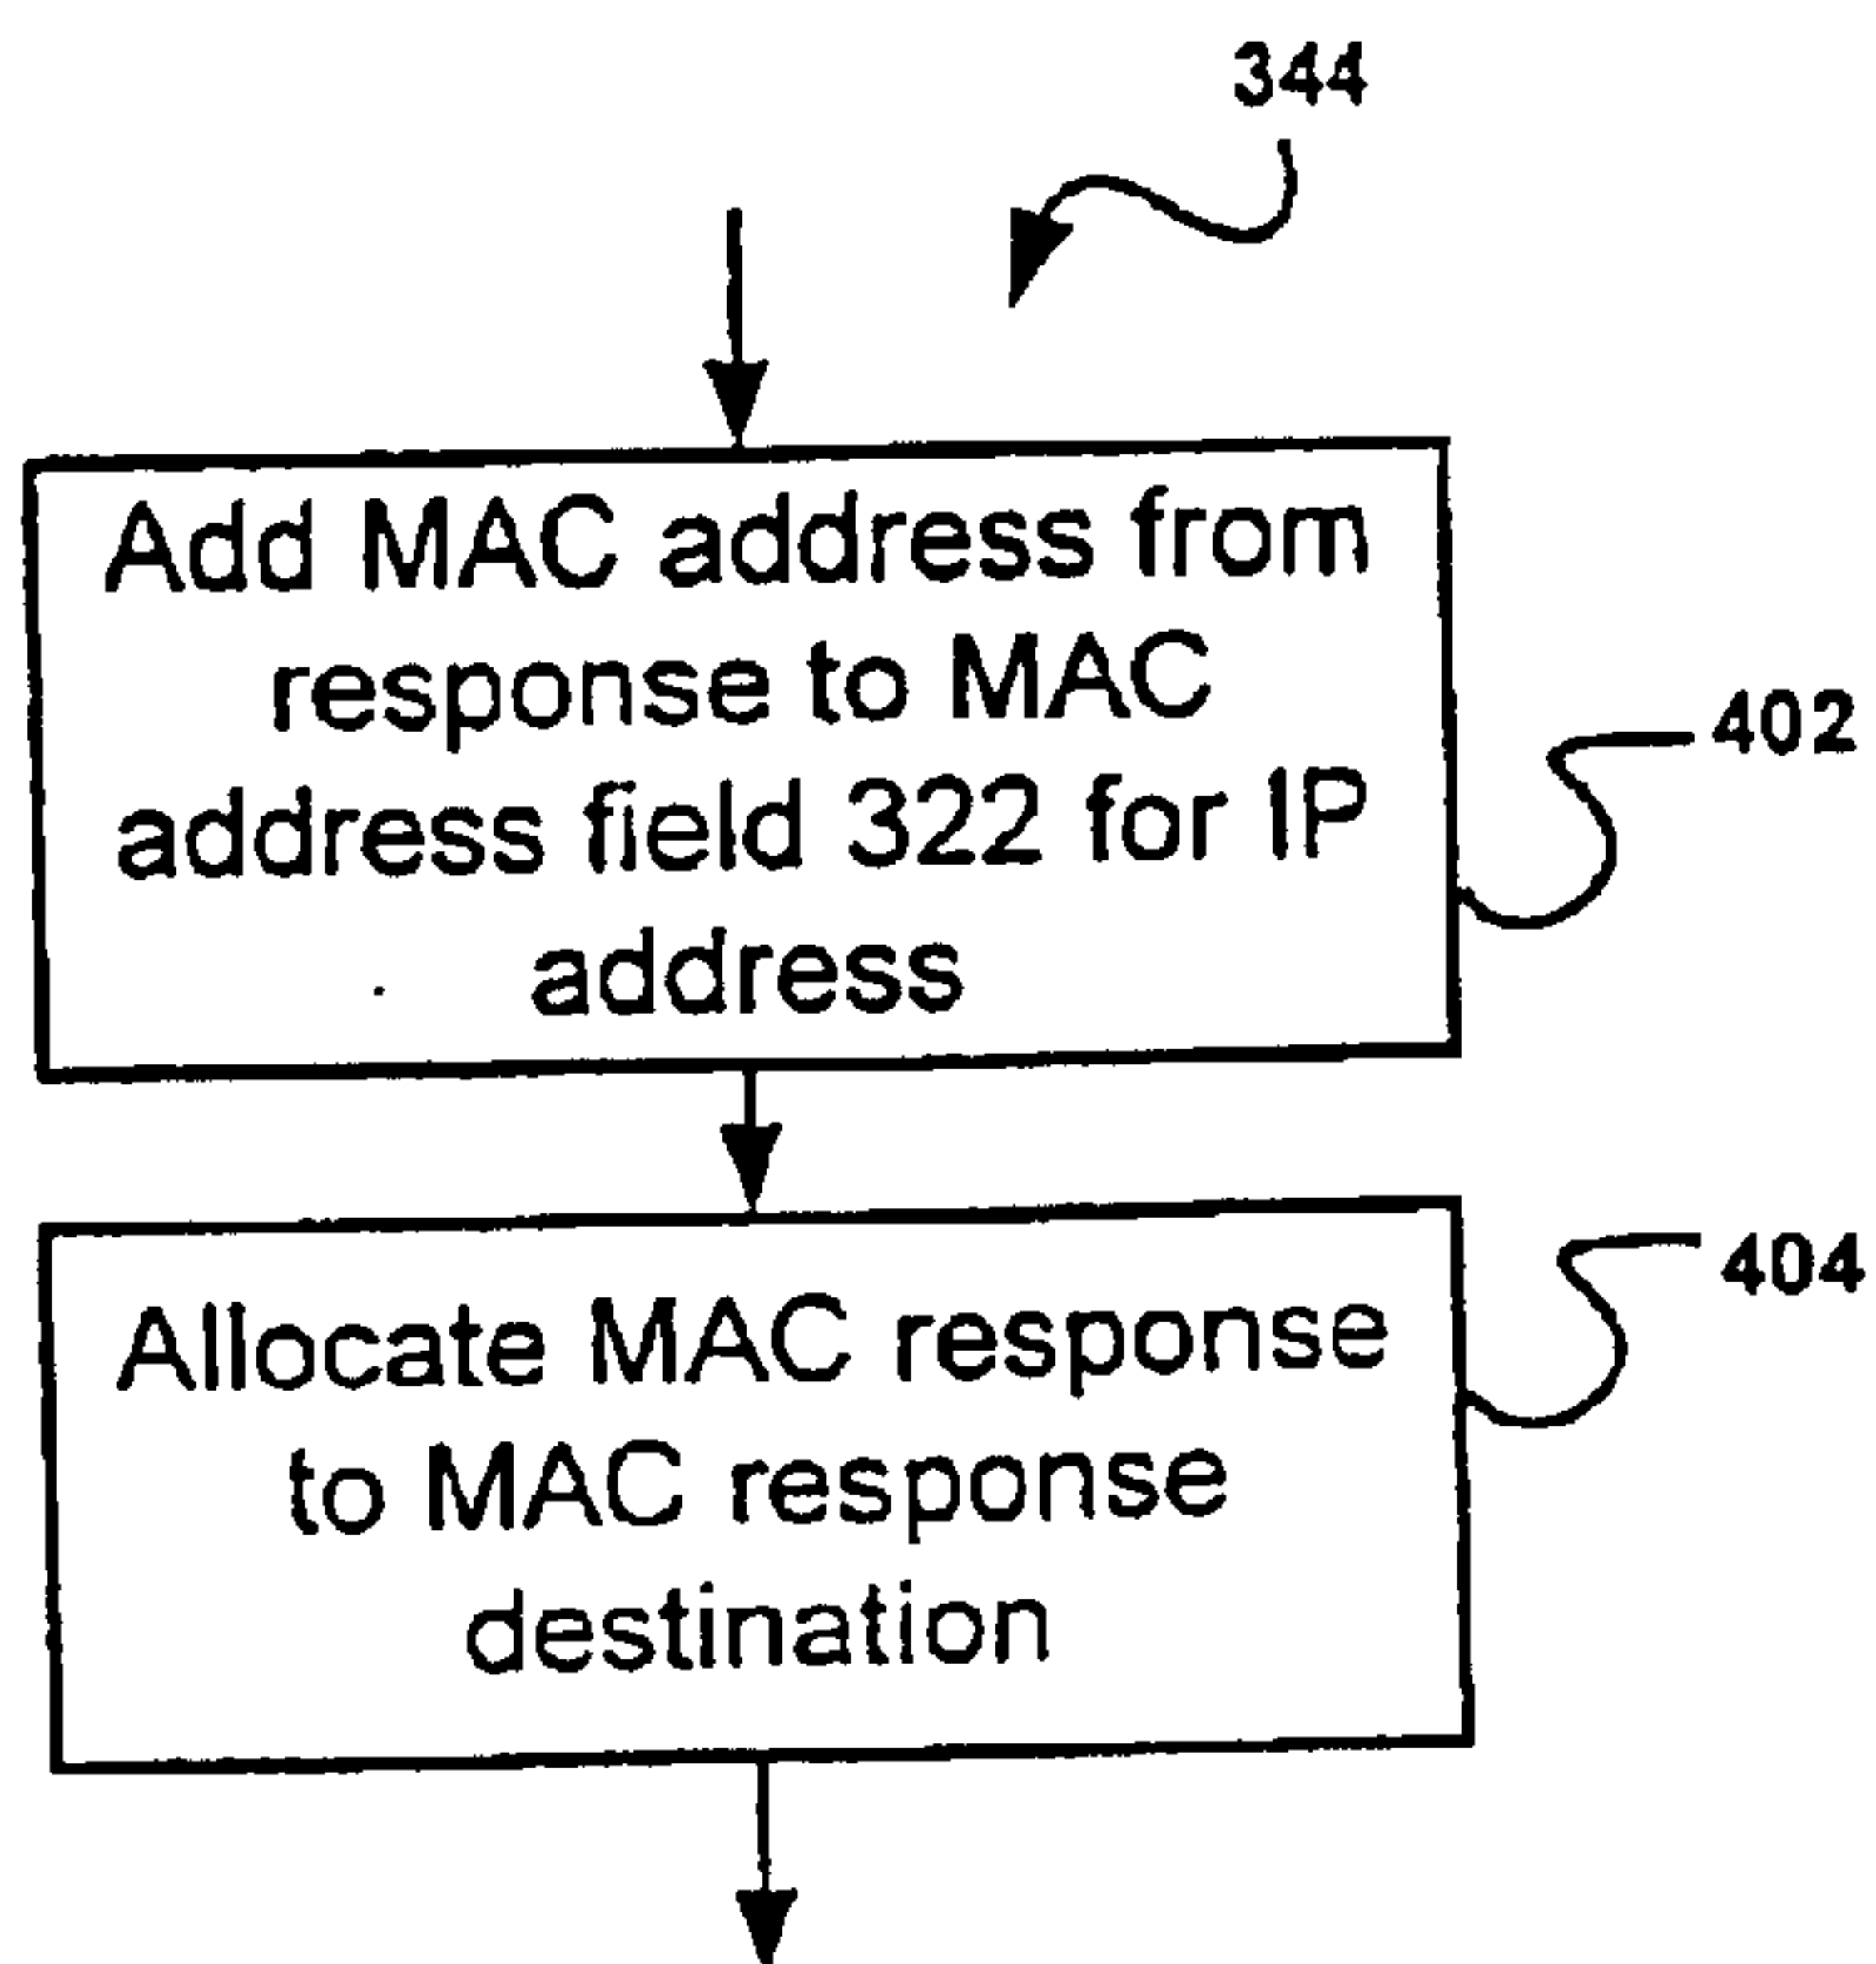 344
Add MAC address from
response to MAC
address field 322 for IP
address
402
Allocate MAC response
to MAC response
destination
404